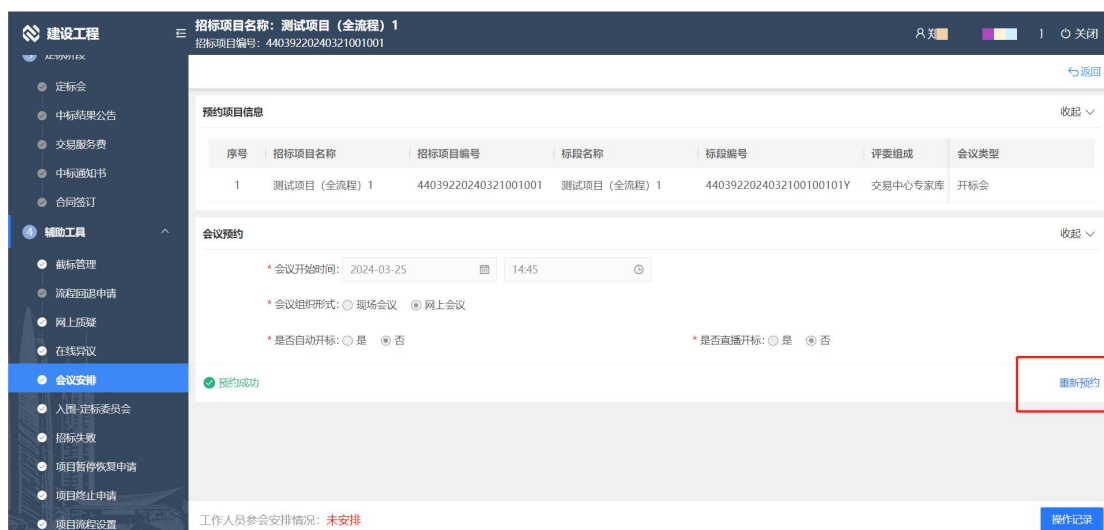 建设工程
招标项目名称：测试项目（全流程）1
招标项目编号：44039220240321001001
关闭
定标阶段
定标会
中标结果公告
交易服务费
中标通知书
合同签订
4 辅助工具
截标管理
流程回退申请
网上质疑
在线异议
会议安排
入围-定标委员会
招标失败
项目暂停恢复申请
项目终止申请
项目流程设置
返回
预约项目信息 收起
序号 招标项目名称 招标项目编号 标段名称 标段编号 评委组成 会议类型
1 测试项目（全流程）1 44039220240321001001 测试项目（全流程）1 4403922024032100100101Y 交易中心专家库 开标会
会议预约 收起
* 会议开始时间: 2024-03-25 14:45
* 会议组织形式: 现场会议 网上会议
* 是否自动开标: 是 否 * 是否直播开标: 是 否
预约成功 重新预约
工作人员参会安排情况: 未安排 操作记录